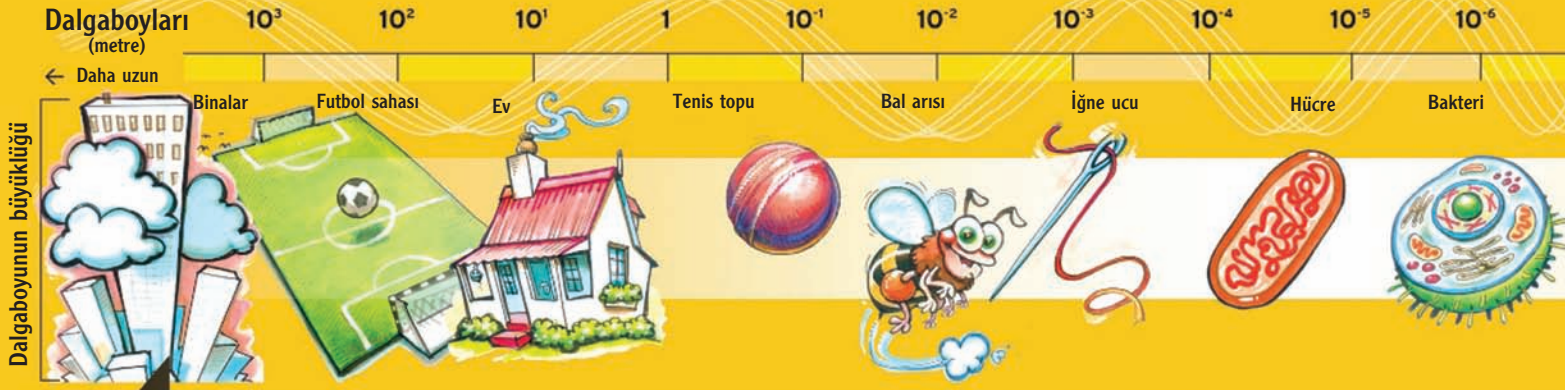 Dalgaboyları
(metre)
10³ 10² 10¹ 1 10⁻¹ 10⁻² 10⁻³ 10⁻⁴ 10⁻⁵ 10⁻⁶
← Daha uzun
Binalar Futbol sahası Ev Tenis topu Bal arısı İğne ucu Hücre Bakteri
Dalgaboyunun büyüklüğü